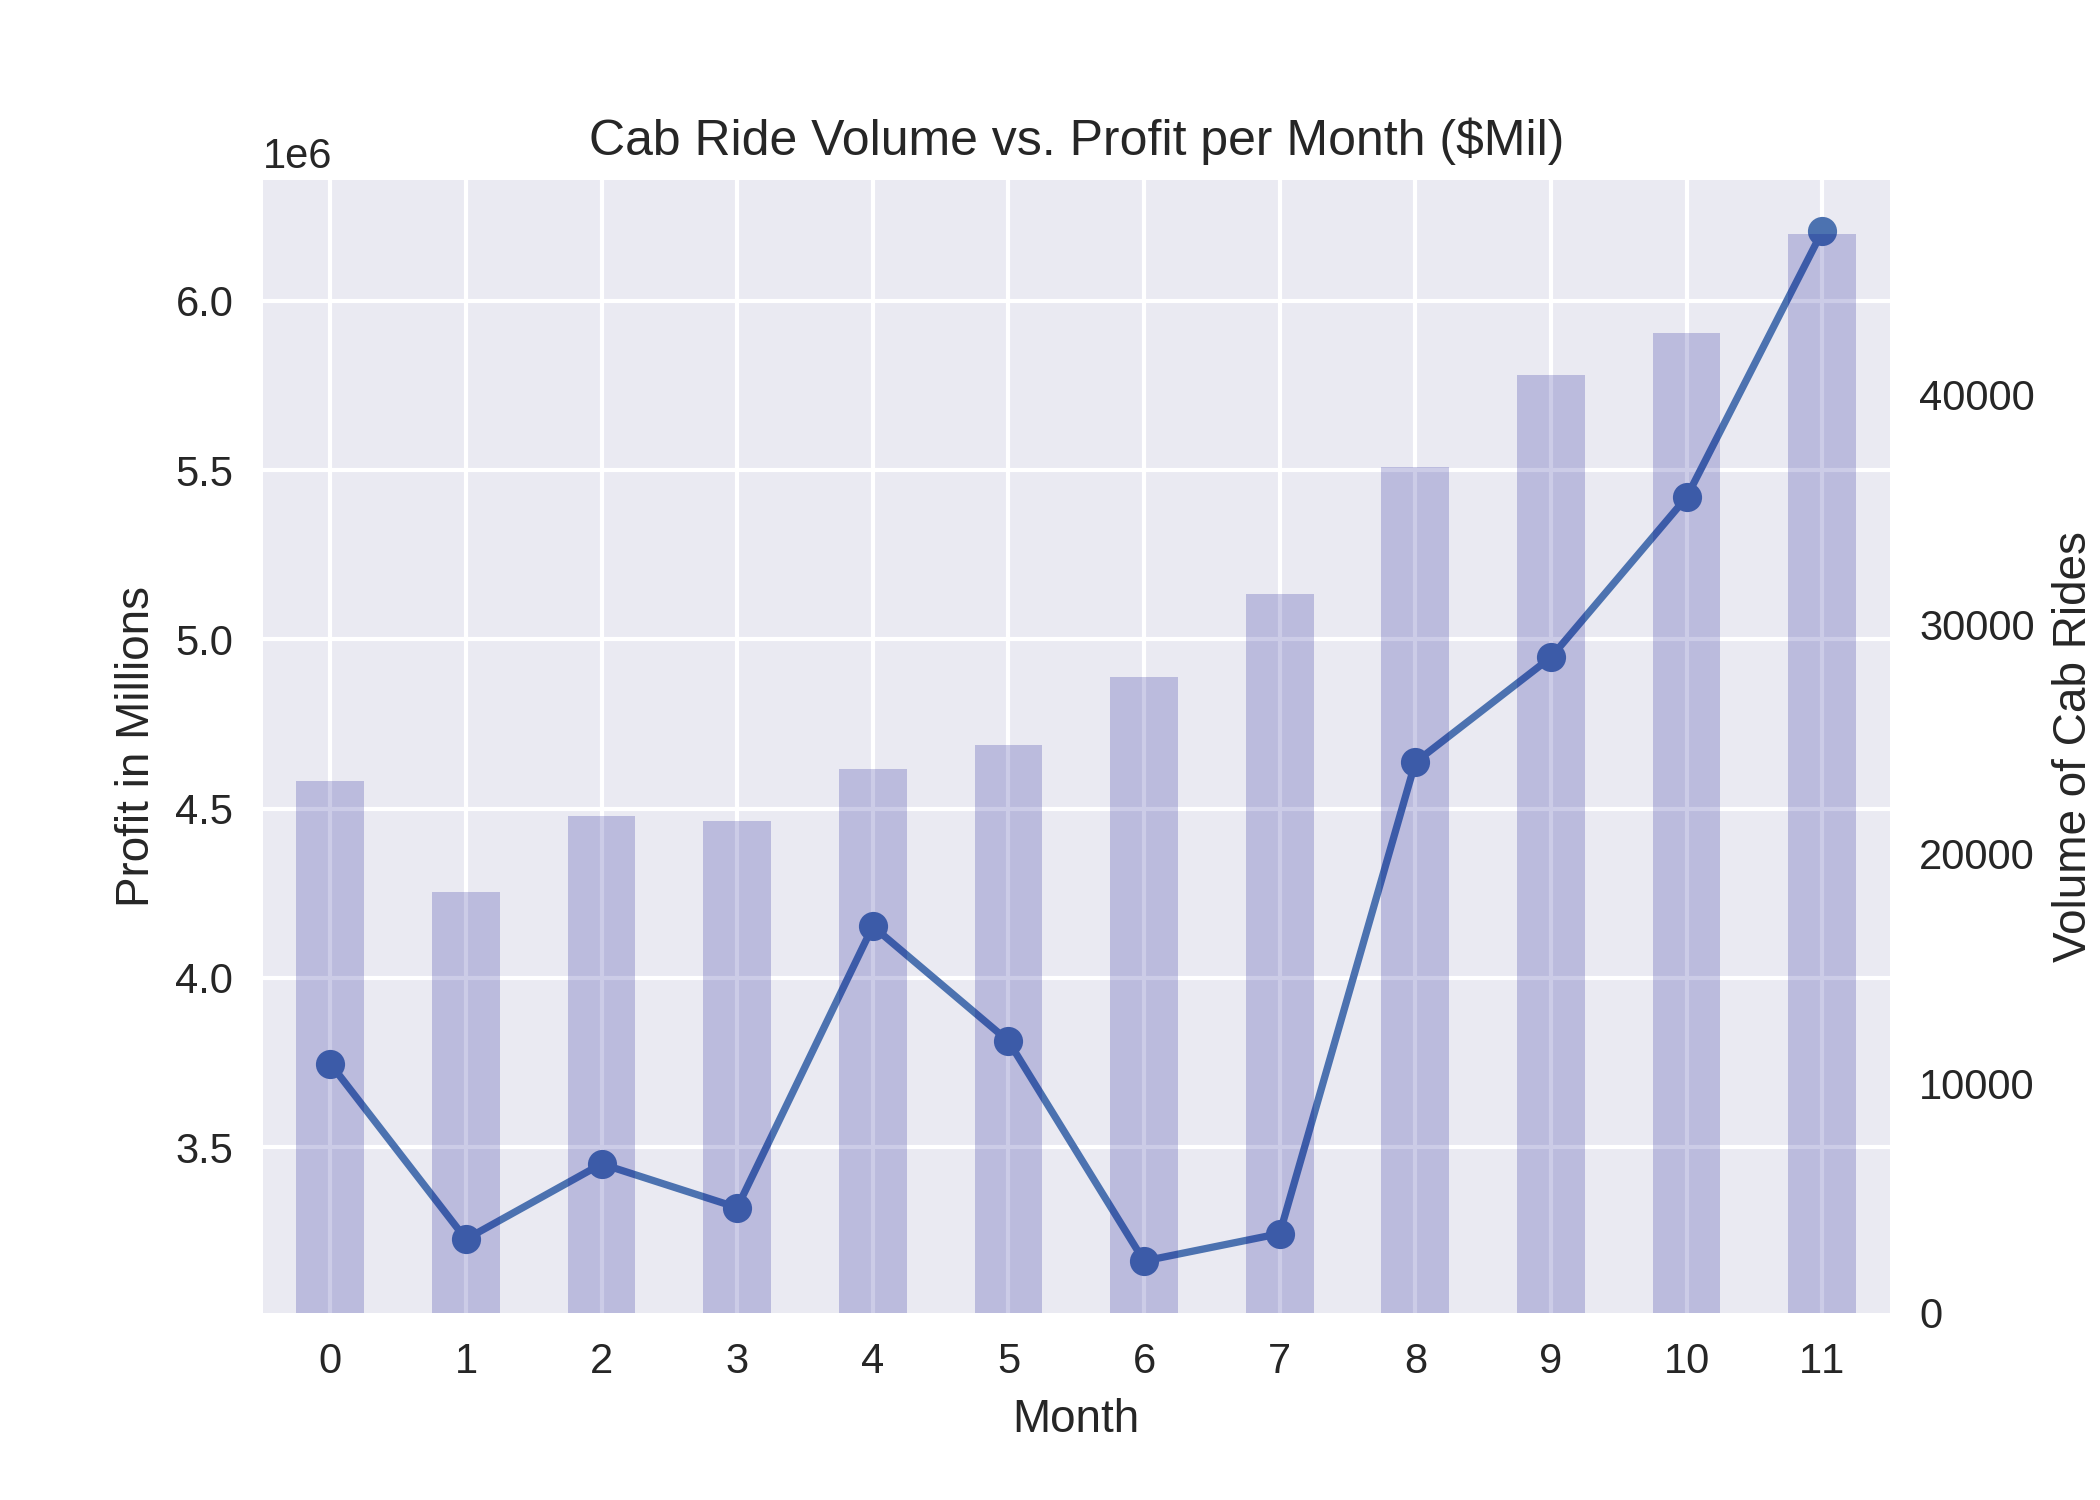 Cab Ride Volume vs. Profit per Month ($Mil)
1e6
6.0
5.5
5.0
4.5
4.0
3.5
Profit in Millions
40000
30000
20000
10000
0
Volume of Cab Rides
0 1 2 3 4 5 6 7 8 9 10 11
Month